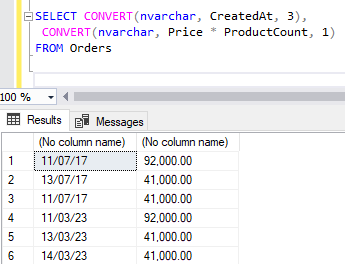 SELECT CONVERT(nvarchar, CreatedAt, 3),
CONVERT(nvarchar, Price * ProductCount, 1)
FROM Orders
100 %
Results Messages
(No column name) (No column name)
1 11/07/17 92,000.00
2 13/07/17 41,000.00
3 11/07/17 41,000.00
4 11/03/23 92,000.00
5 13/03/23 41,000.00
6 14/03/23 41,000.00